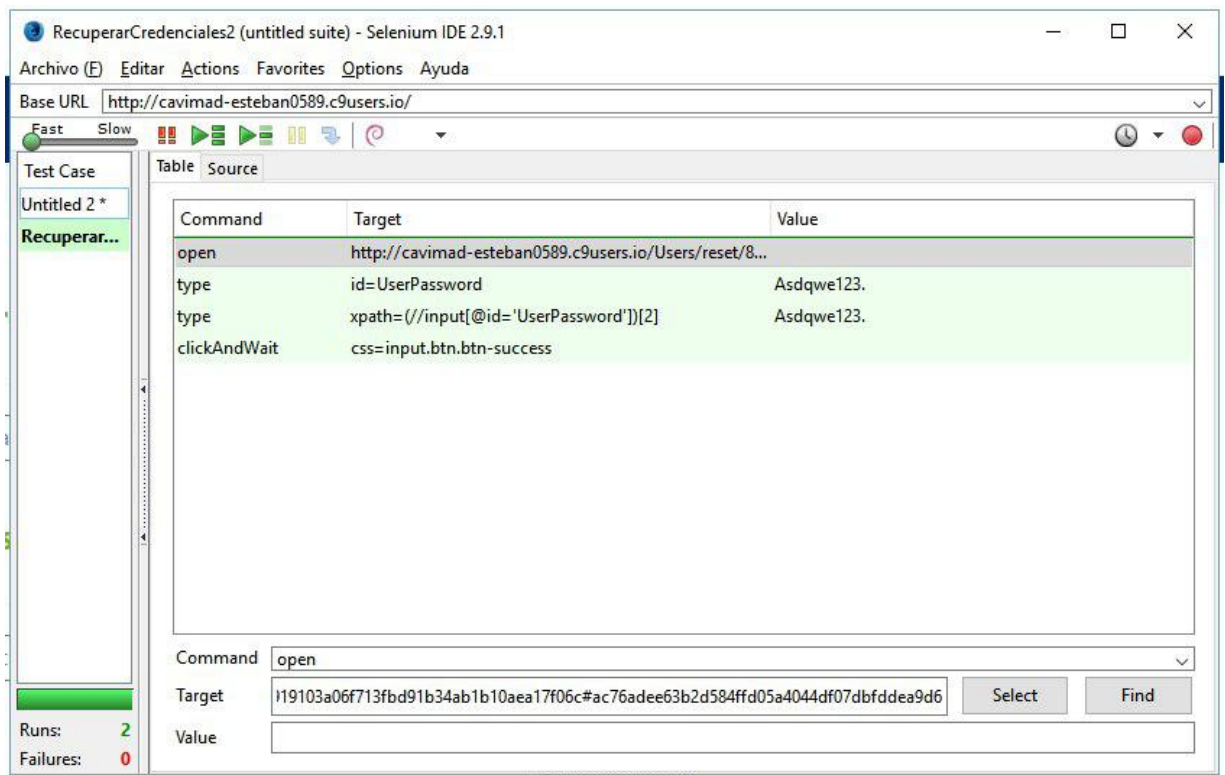 RecuperarCredenciales2 (untitled suite) - Selenium IDE 2.9.1
Archivo (F) Editar Actions Favorites Options Ayuda
Base URL http://cavimad-esteban0589.c9users.io/
Fast Slow
Test Case
Untitled 2 *
Recuperar...
Table Source
Command Target Value
open http://cavimad-esteban0589.c9users.io/Users/reset/8...
type id=UserPassword Asdqwe123.
type xpath=(//input[@id='UserPassword'])[2] Asdqwe123.
clickAndWait css=input.btn.btn-success
Command open
Target 19103a06f713fbd91b34ab1b10aea17f06c#ac76adee63b2d584ffd05a4044df07dbfddea9d6 Select Find
Value
Runs: 2
Failures: 0